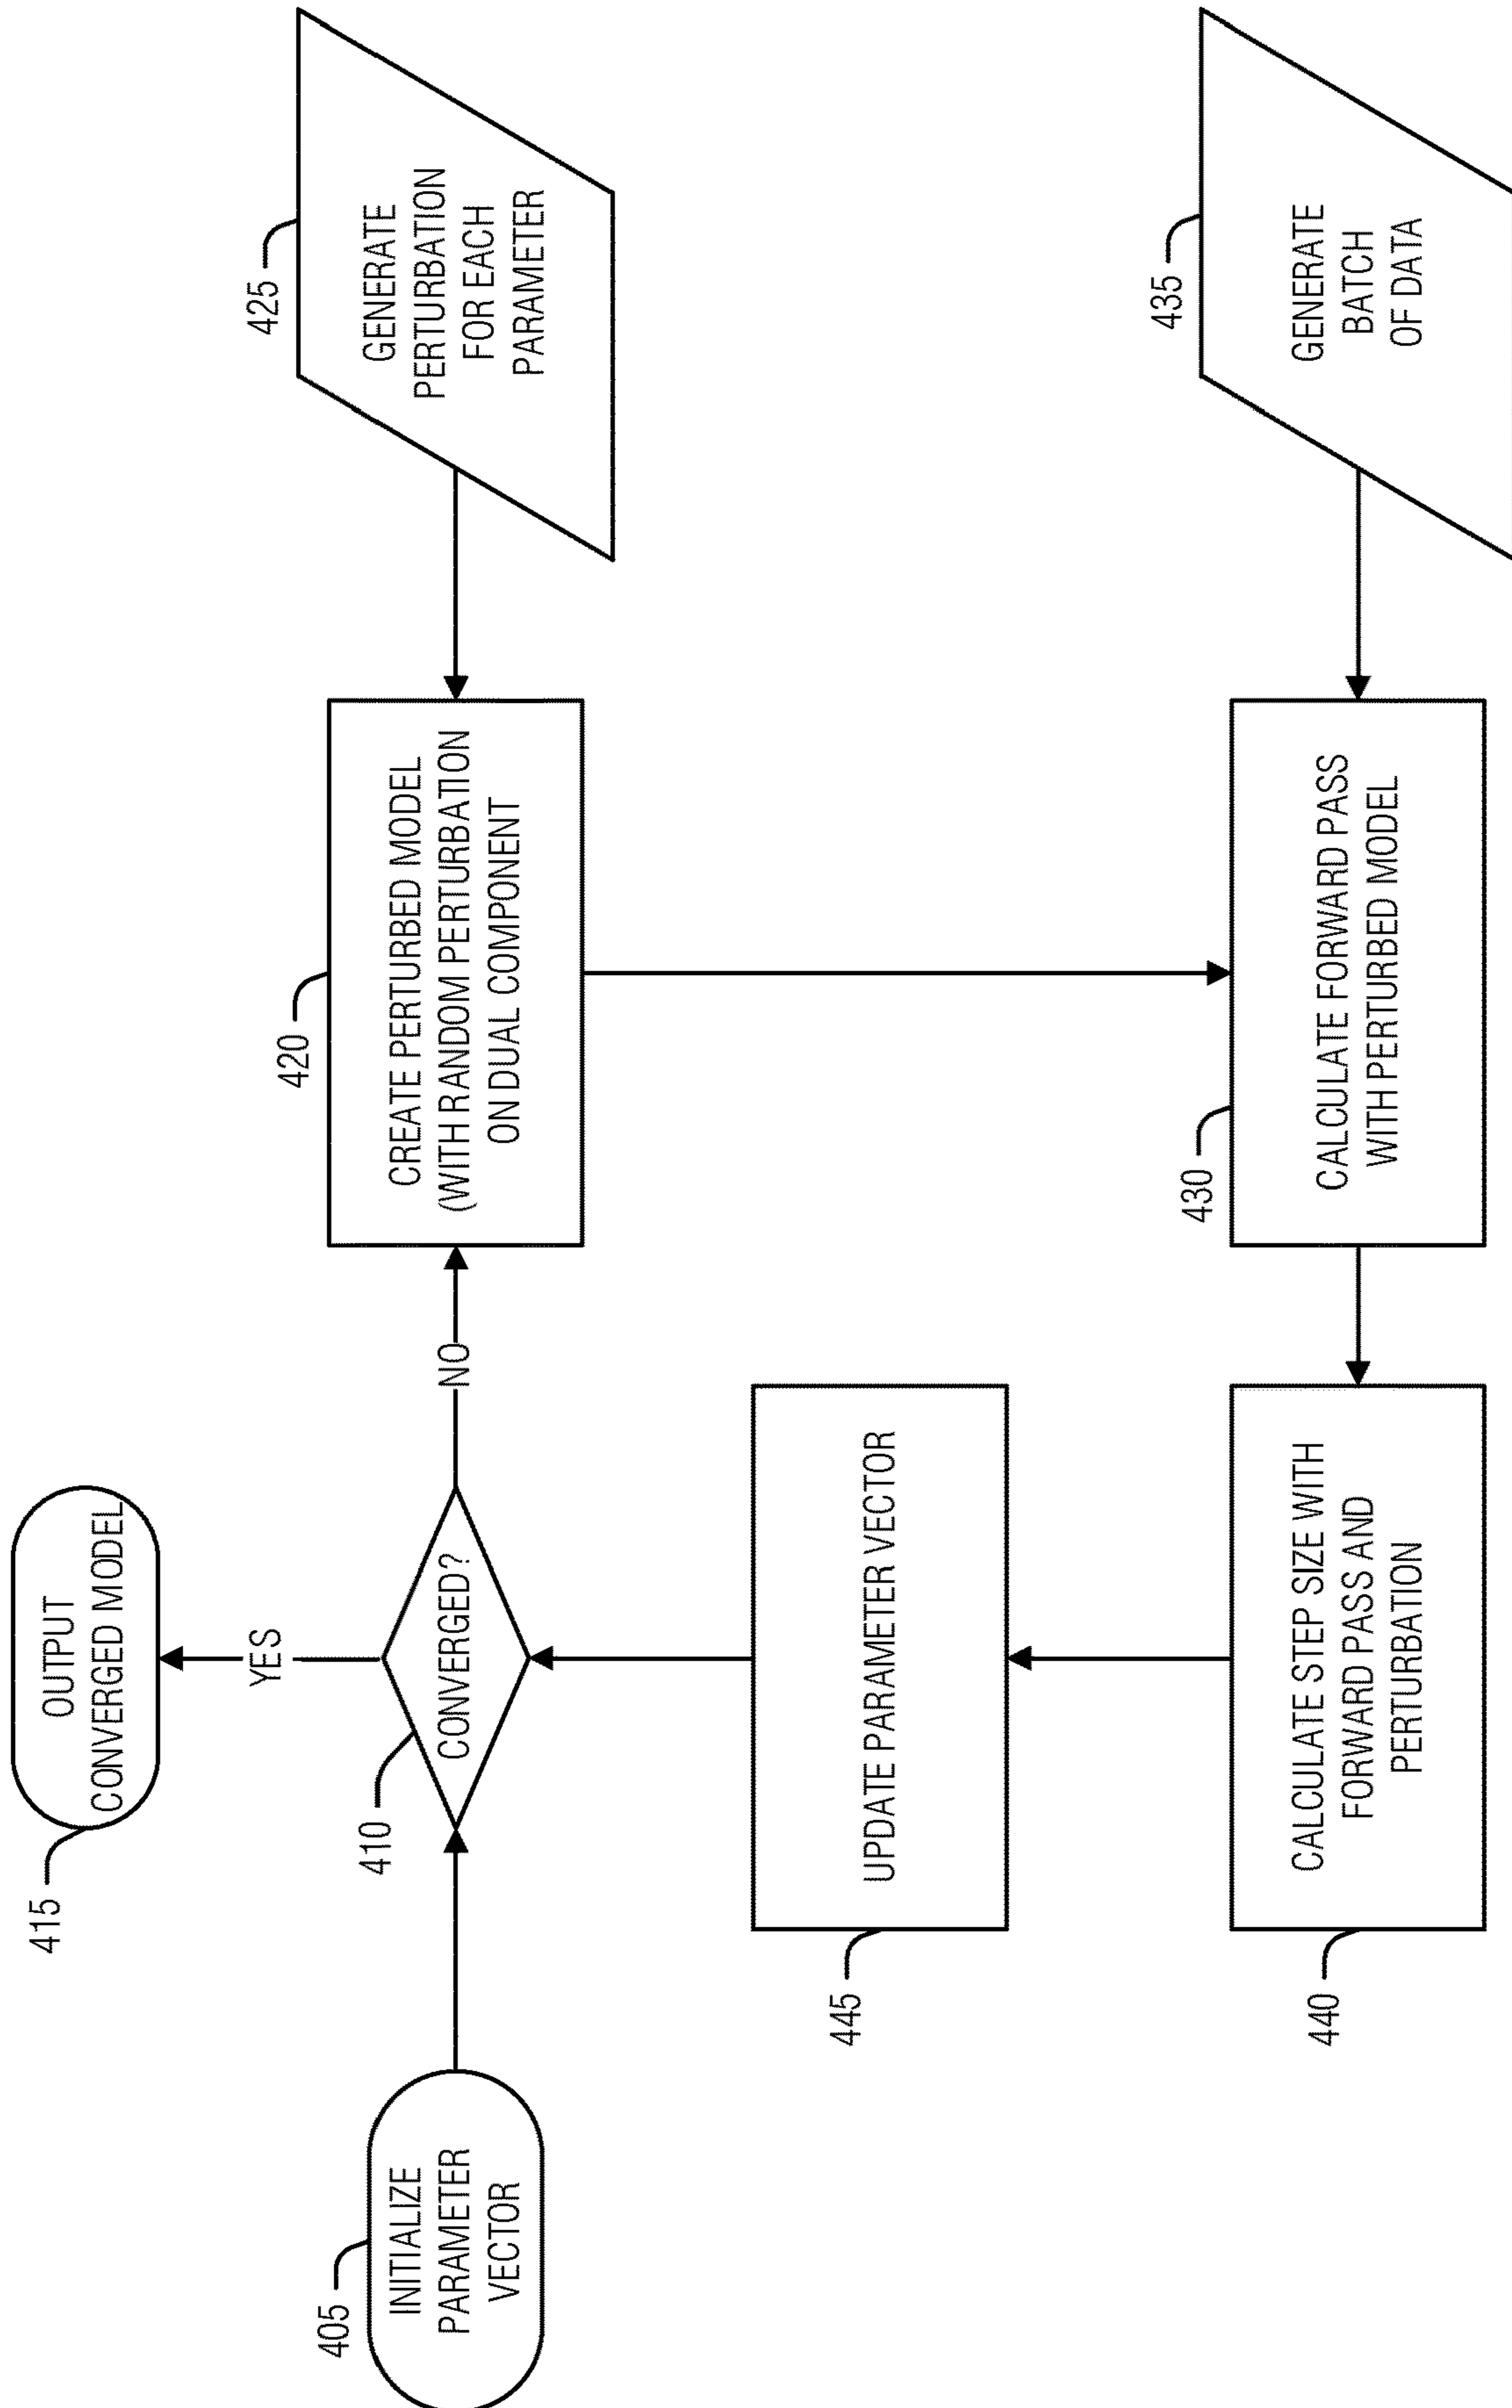 415
OUTPUT
CONVERGED MODEL
YES
405
INITIALIZE
PARAMETER
VECTOR
410
CONVERGED?
NO
420
CREATE PERTURBED MODEL
(WITH RANDOM PERTURBATION
ON DUAL COMPONENT
425
GENERATE
PERTURBATION
FOR EACH
PARAMETER
445
UPDATE PARAMETER VECTOR
440
CALCULATE STEP SIZE WITH
FORWARD PASS AND
PERTURBATION
430
CALCULATE FORWARD PASS
WITH PERTURBED MODEL
435
GENERATE
BATCH
OF DATA